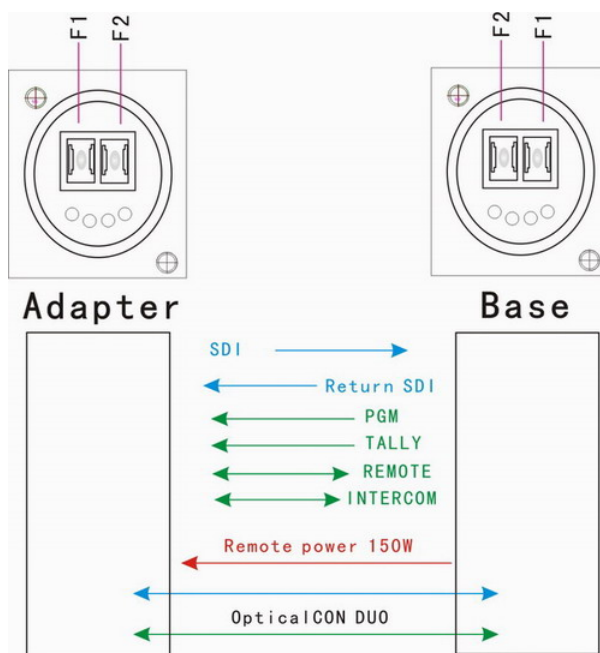 F1 F2
F2 F1
Adapter
Base
SDI
Return SDI
PGM
TALLY
REMOTE
INTERCOM
Remote power 150W
OpticalCON DUO